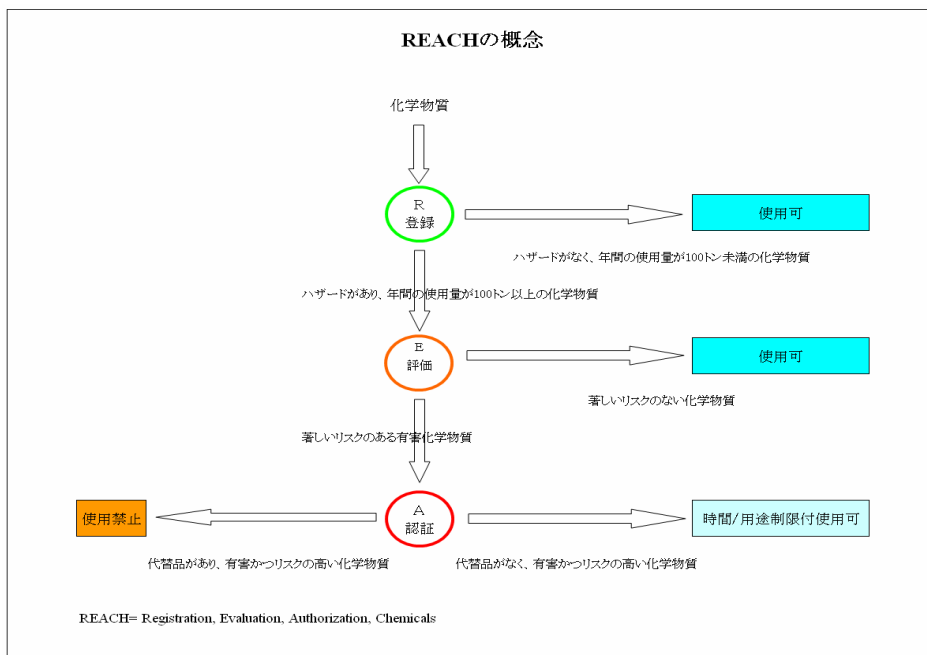 REACHの概念
化学物質
R
登録
使用可
ハザードがなく、年間の使用量が100トン未満の化学物質
ハザードがあり、年間の使用量が100トン以上の化学物質
E
評価
使用可
著しいリスクのない化学物質
著しいリスクのある有害化学物質
使用禁止
A
認証
時間/用途制限付使用可
代替品があり、有害かつリスクの高い化学物質
代替品がなく、有害かつリスクの高い化学物質
REACH= Registration, Evaluation, Authorization, Chemicals